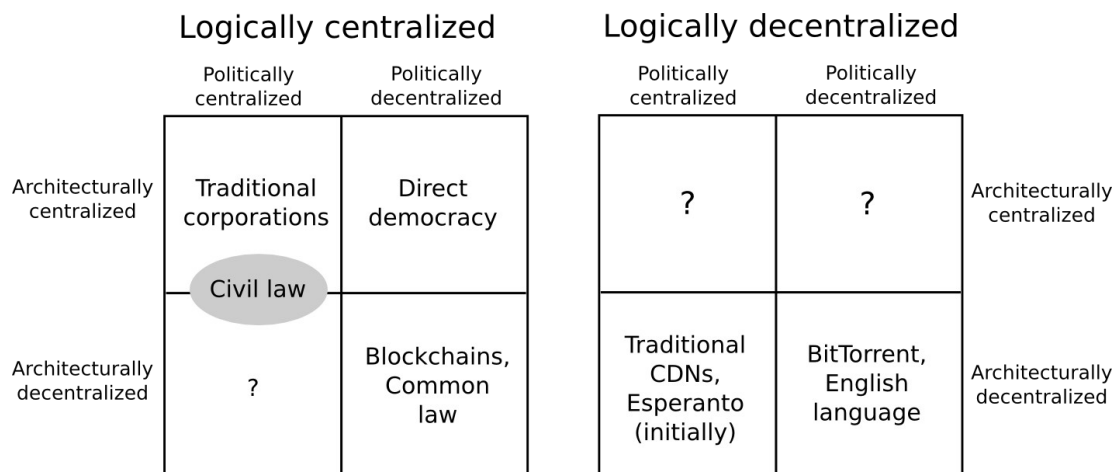 Logically centralized
Politically
centralized
Politically
decentralized
Architecturally
centralized
Traditional
corporations
Direct
democracy
Civil law
Architecturally
decentralized
?
Blockchains,
Common
law
Logically decentralized
Politically
centralized
Politically
decentralized
?
?
Architecturally
centralized
Traditional
CDNs,
Esperanto
(initially)
BitTorrent,
English
language
Architecturally
decentralized